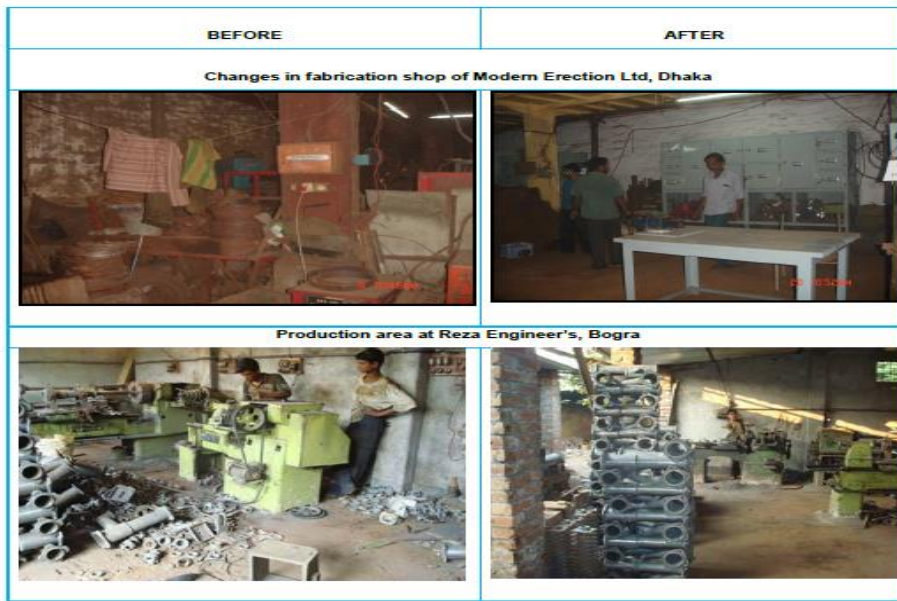 BEFORE
AFTER
Changes in fabrication shop of Modern Erection Ltd, Dhaka
Production area at Reza Engineer's, Bogra